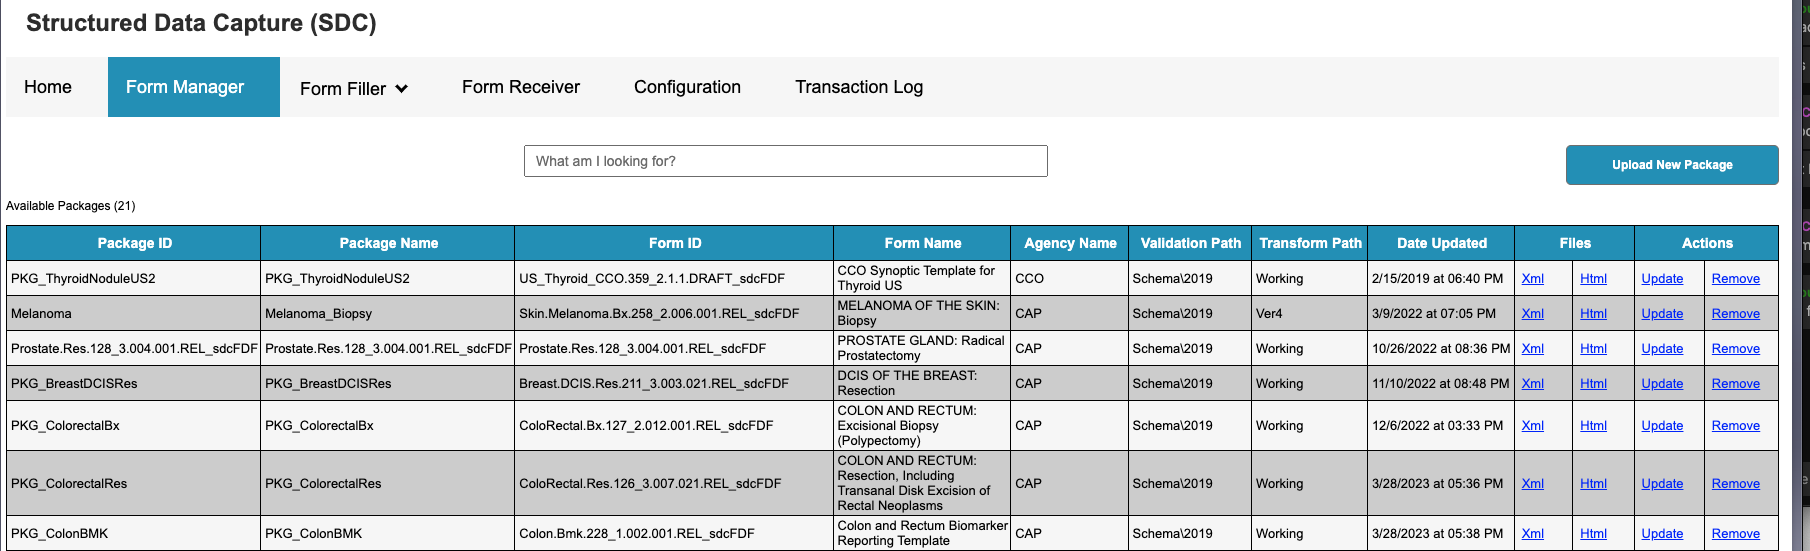 Structured Data Capture (SDC)
Home Form Manager Form Filler Form Receiver Configuration Transaction Log
What am I looking for?
Upload New Package
Available Packages (21)
Package ID Package Name Form ID Form Name Agency Name Validation Path Transform Path Date Updated Files Actions
PKG_ThyroidNoduleUS2 PKG_ThyroidNoduleUS2 US_Thyroid_CCO.359_2.1.1.DRAFT_sdcFDF CCO Synoptic Template for
Thyroid US CCO Schema\2019 Working 2/15/2019 at 06:40 PM Xml Html Update Remove
Melanoma Melanoma_Biopsy Skin.Melanoma.Bx.258_2.006.001.REL_sdcFDF MELANOMA OF THE SKIN:
Biopsy CAP Schema\2019 Ver4 3/9/2022 at 07:05 PM Xml Html Update Remove
Prostate.Res.128_3.004.001.REL_sdcFDF Prostate.Res.128_3.004.001.REL_sdcFDF Prostate.Res.128_3.004.001.REL_sdcFDF PROSTATE GLAND: Radical
Prostatectomy CAP Schema\2019 Working 10/26/2022 at 08:36 PM Xml Html Update Remove
PKG_BreastDCISRes PKG_BreastDCISRes Breast.DCIS.Res.211_3.003.021.REL_sdcFDF DCIS OF THE BREAST:
Resection CAP Schema\2019 Working 11/10/2022 at 08:48 PM Xml Html Update Remove
PKG_ColorectalBx PKG_ColorectalBx ColoRectal.Bx.127_2.012.001.REL_sdcFDF COLON AND RECTUM:
Excisional Biopsy
(Polypectomy) CAP Schema\2019 Working 12/6/2022 at 03:33 PM Xml Html Update Remove
PKG_ColorectalRes PKG_ColorectalRes ColoRectal.Res.126_3.007.021.REL_sdcFDF COLON AND RECTUM:
Resection, Including
Transanal Disk Excision of
Rectal Neoplasms CAP Schema\2019 Working 3/28/2023 at 05:36 PM Xml Html Update Remove
PKG_ColonBMK PKG_ColonBMK Colon.Bmk.228_1.002.001.REL_sdcFDF Colon and Rectum Biomarker
Reporting Template CAP Schema\2019 Working 3/28/2023 at 05:38 PM Xml Html Update Remove